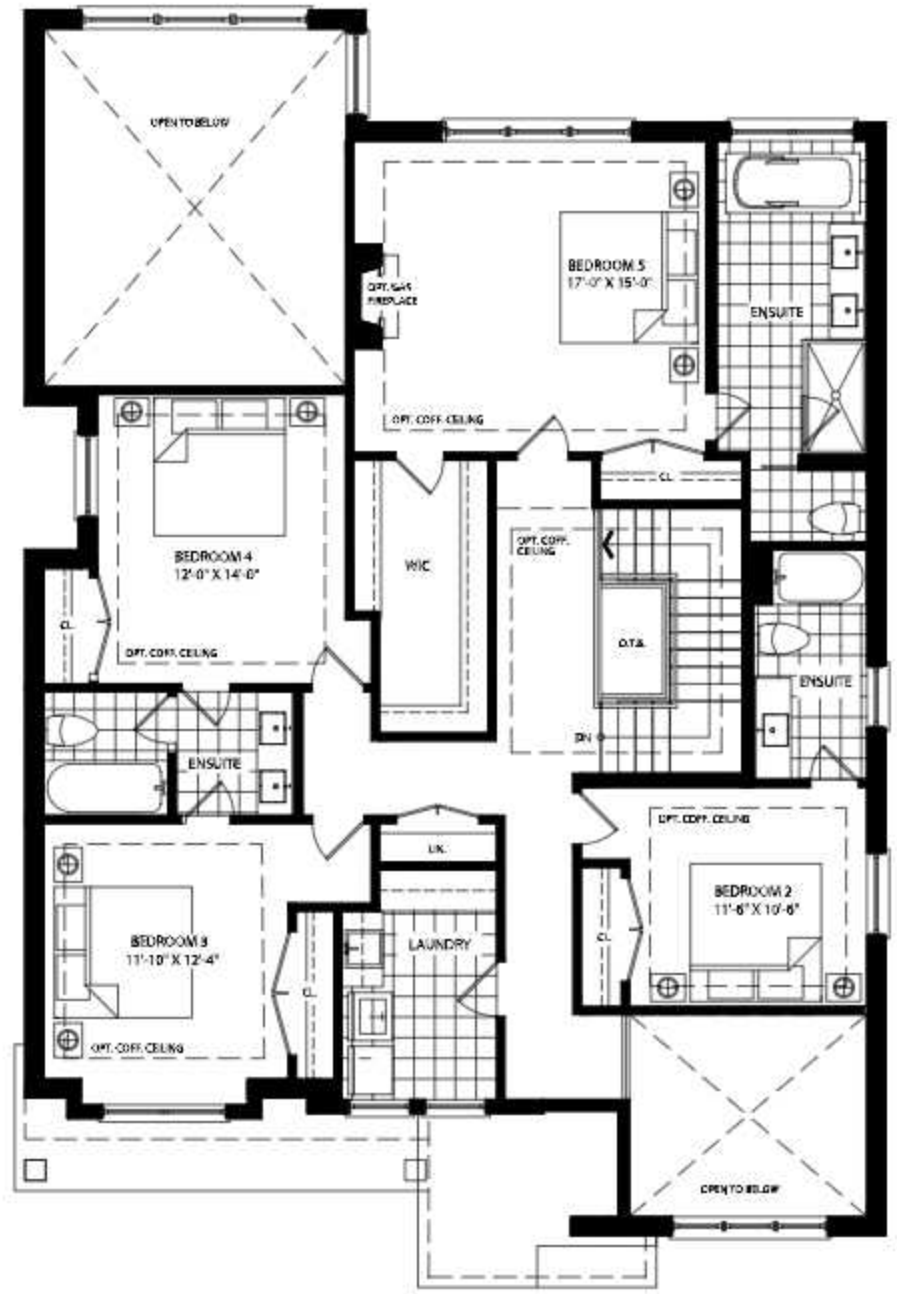 OPEN TO BELOW
BEDROOM 5
17'-0" X 15'-0"
OPT. GAS
FIREPLACE
ENSUITE
OPT. COFF. CEILING
CL
OPT. COFF.
CEILING
BEDROOM 4
12'-0" X 14'-0"
W/C
CL
O.T.B.
OPT. COFF. CEILING
ENSUITE
DN
ENSUITE
OPT. COFF. CEILING
LIN.
BEDROOM 2
11'-6" X 10'-6"
BEDROOM 3
11'-10" X 12'-4"
LAUNDRY
CL
CL
OPT. COFF. CEILING
OPEN TO BELOW